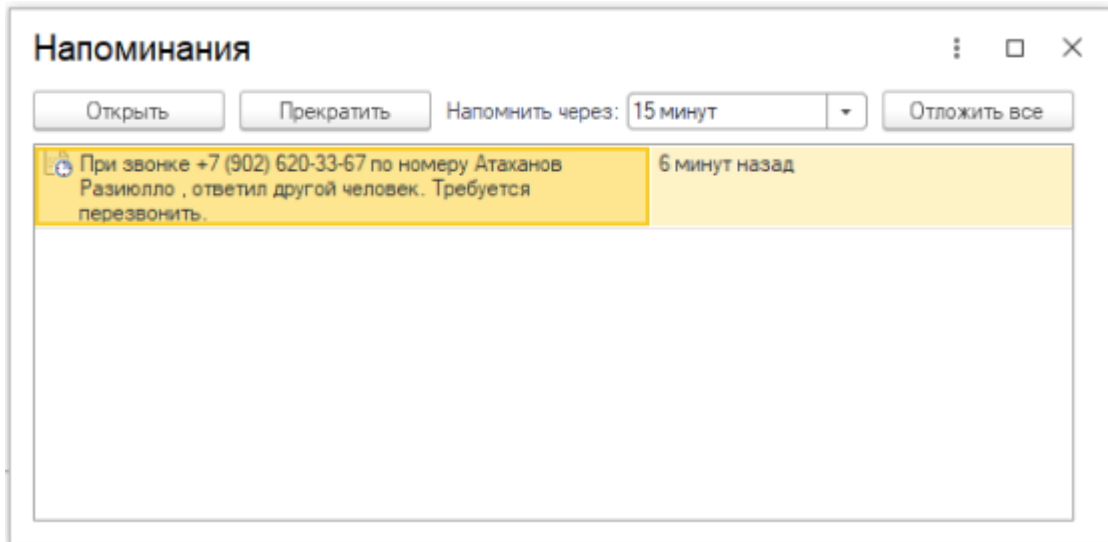 Напоминания
Открыть Прекратить Напомнить через: 15 минут Отложить все
При звонке +7 (902) 620-33-67 по номеру Атаханов 6 минут назад
Разиюлло , ответил другой человек. Требуется
перезвонить.